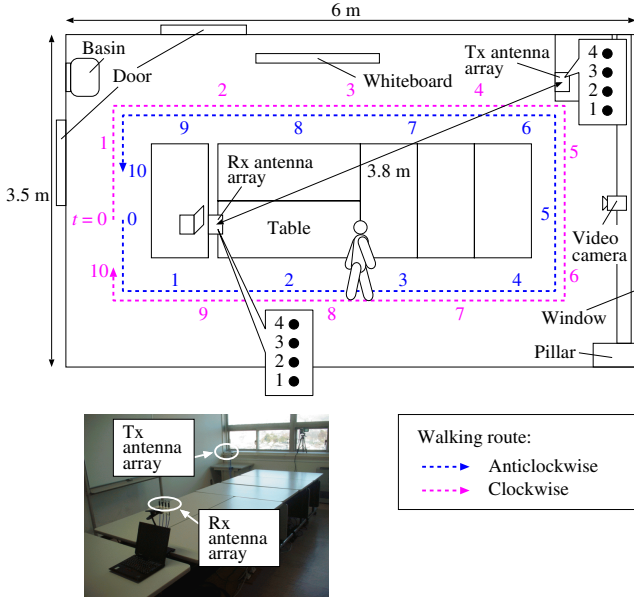 6 m
Basin
Door
Whiteboard
Tx antenna
array
4
3
2
1
2
3
4
9
8
7
6
1
10
5
3.5 m
Rx antenna
array
3.8 m
t = 0
0
Table
5
Video
camera
10
1
2
3
4
6
9
8
7
Window
4
3
2
1
Pillar
Tx
antenna
array
Rx
antenna
array
Walking route:
Anticlockwise
Clockwise